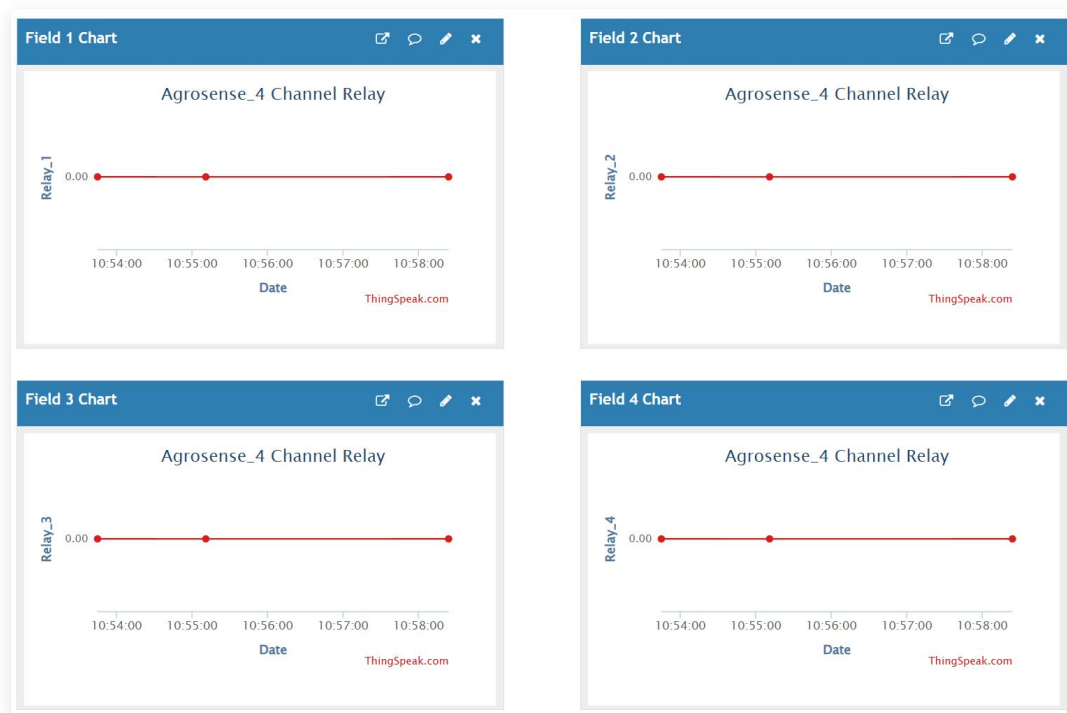 Field 1 Chart
Agrosense_4 Channel Relay
Relay_1
0.00
10:54:00 10:55:00 10:56:00 10:57:00 10:58:00
Date
ThingSpeak.com
Field 2 Chart
Agrosense_4 Channel Relay
Relay_2
0.00
10:54:00 10:55:00 10:56:00 10:57:00 10:58:00
Date
ThingSpeak.com
Field 3 Chart
Agrosense_4 Channel Relay
Relay_3
0.00
10:54:00 10:55:00 10:56:00 10:57:00 10:58:00
Date
ThingSpeak.com
Field 4 Chart
Agrosense_4 Channel Relay
Relay_4
0.00
10:54:00 10:55:00 10:56:00 10:57:00 10:58:00
Date
ThingSpeak.com